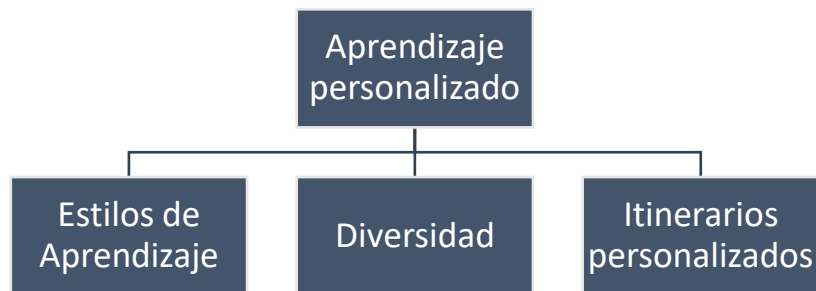 Aprendizaje
personalizado
Estilos de
Aprendizaje
Diversidad
Itinerarios
personalizados